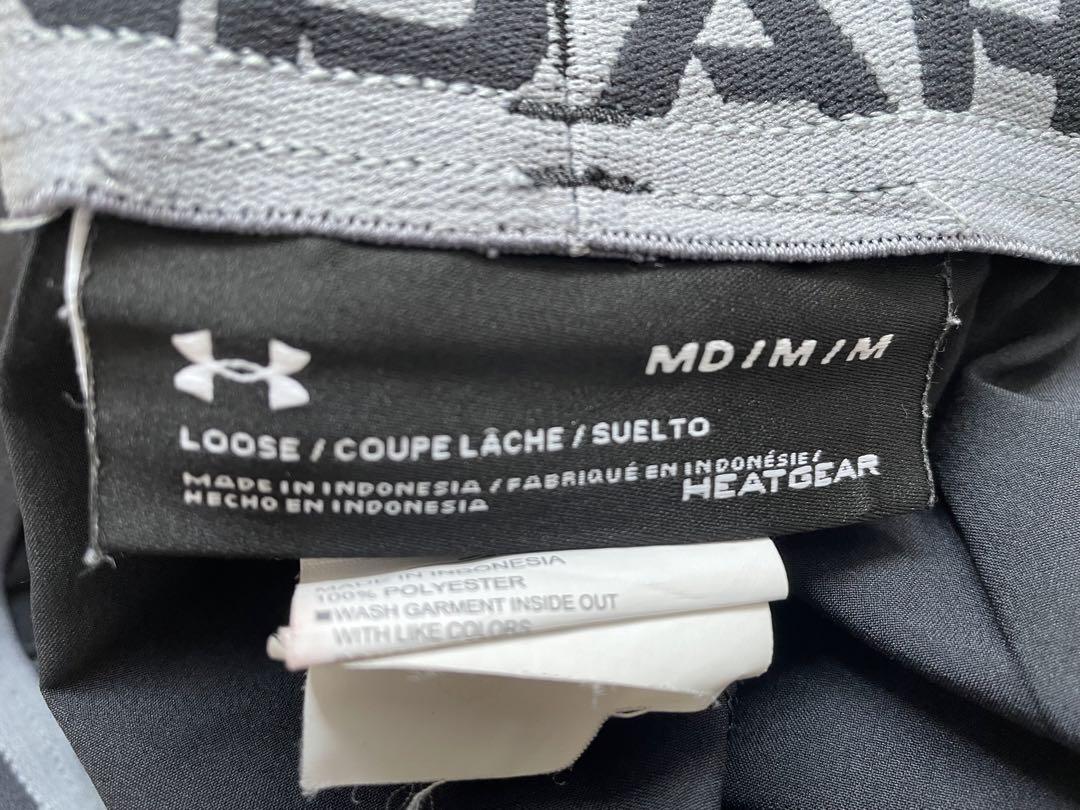 MD/M/M
LOOSE / COUPE LÂCHE / SUELTO
MADE IN INDONESIA / FABRIQUÉ EN INDONÉSIE/
HECHO EN INDONESIA
HEATGEAR
MADE IN INDONESIA
100% POLYESTER
WASH GARMENT INSIDE OUT
WITH LIKE COLORS